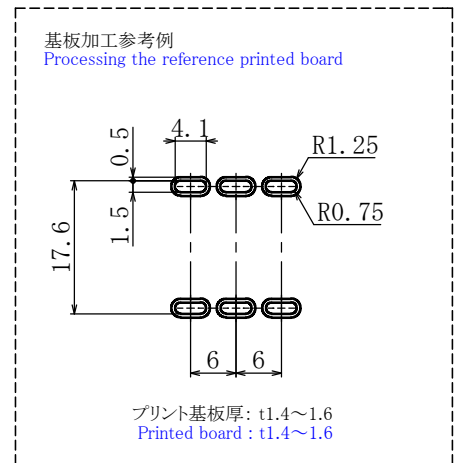 基板加工参考例
Processing the reference printed board
0.5
4.1
R1.25
1.5
R0.75
17.6
6
6
プリント基板厚: t1.4～1.6
Printed board : t1.4～1.6